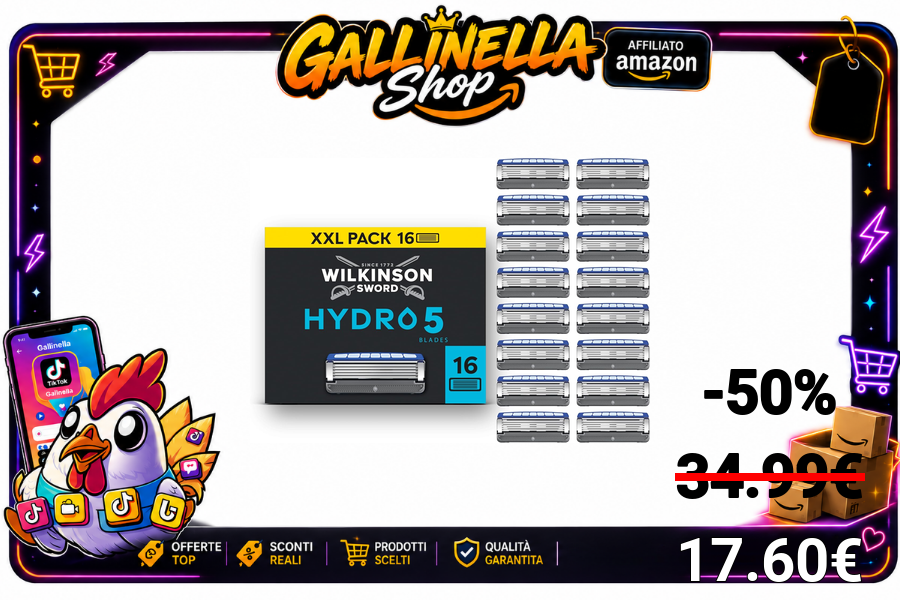 GALLINELLA
Shop
AFFILIATO
amazon
XXL PACK 16
SINCE 1772
WILKINSON
SWORD
HYDRO 5
BLADES
16
Gallinella
TikTok
Gallinella
-50%
34.99€
17.60€
OFFERTE
TOP
SCONTI
REALI
PRODOTTI
SCELTI
QUALITÀ
GARANTITA